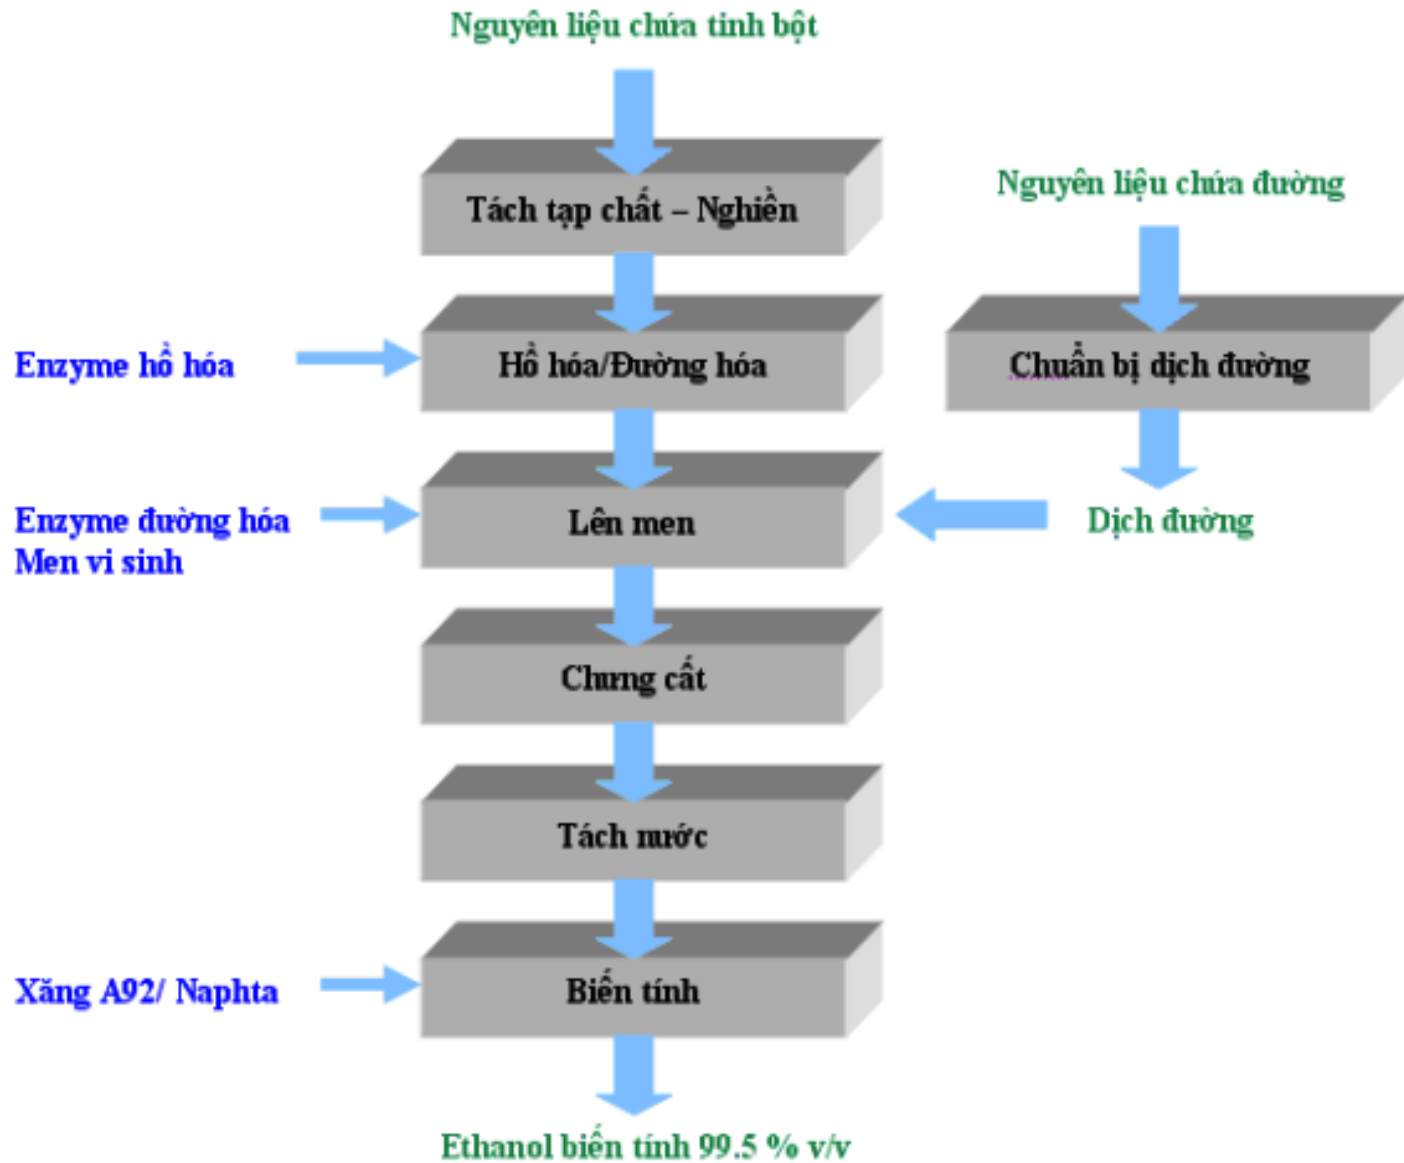 Nguyên liệu chứa tinh bột
Tách tạp chất – Nghiền
Nguyên liệu chứa đường
Enzyme hồ hóa
Hồ hóa/Đường hóa
Chuẩn bị dịch đường
Enzyme đường hóa
Men vi sinh
Lên men
Dịch đường
Chưng cất
Tách nước
Xăng A92/ Naphta
Biến tính
Ethanol biến tính 99.5 % v/v